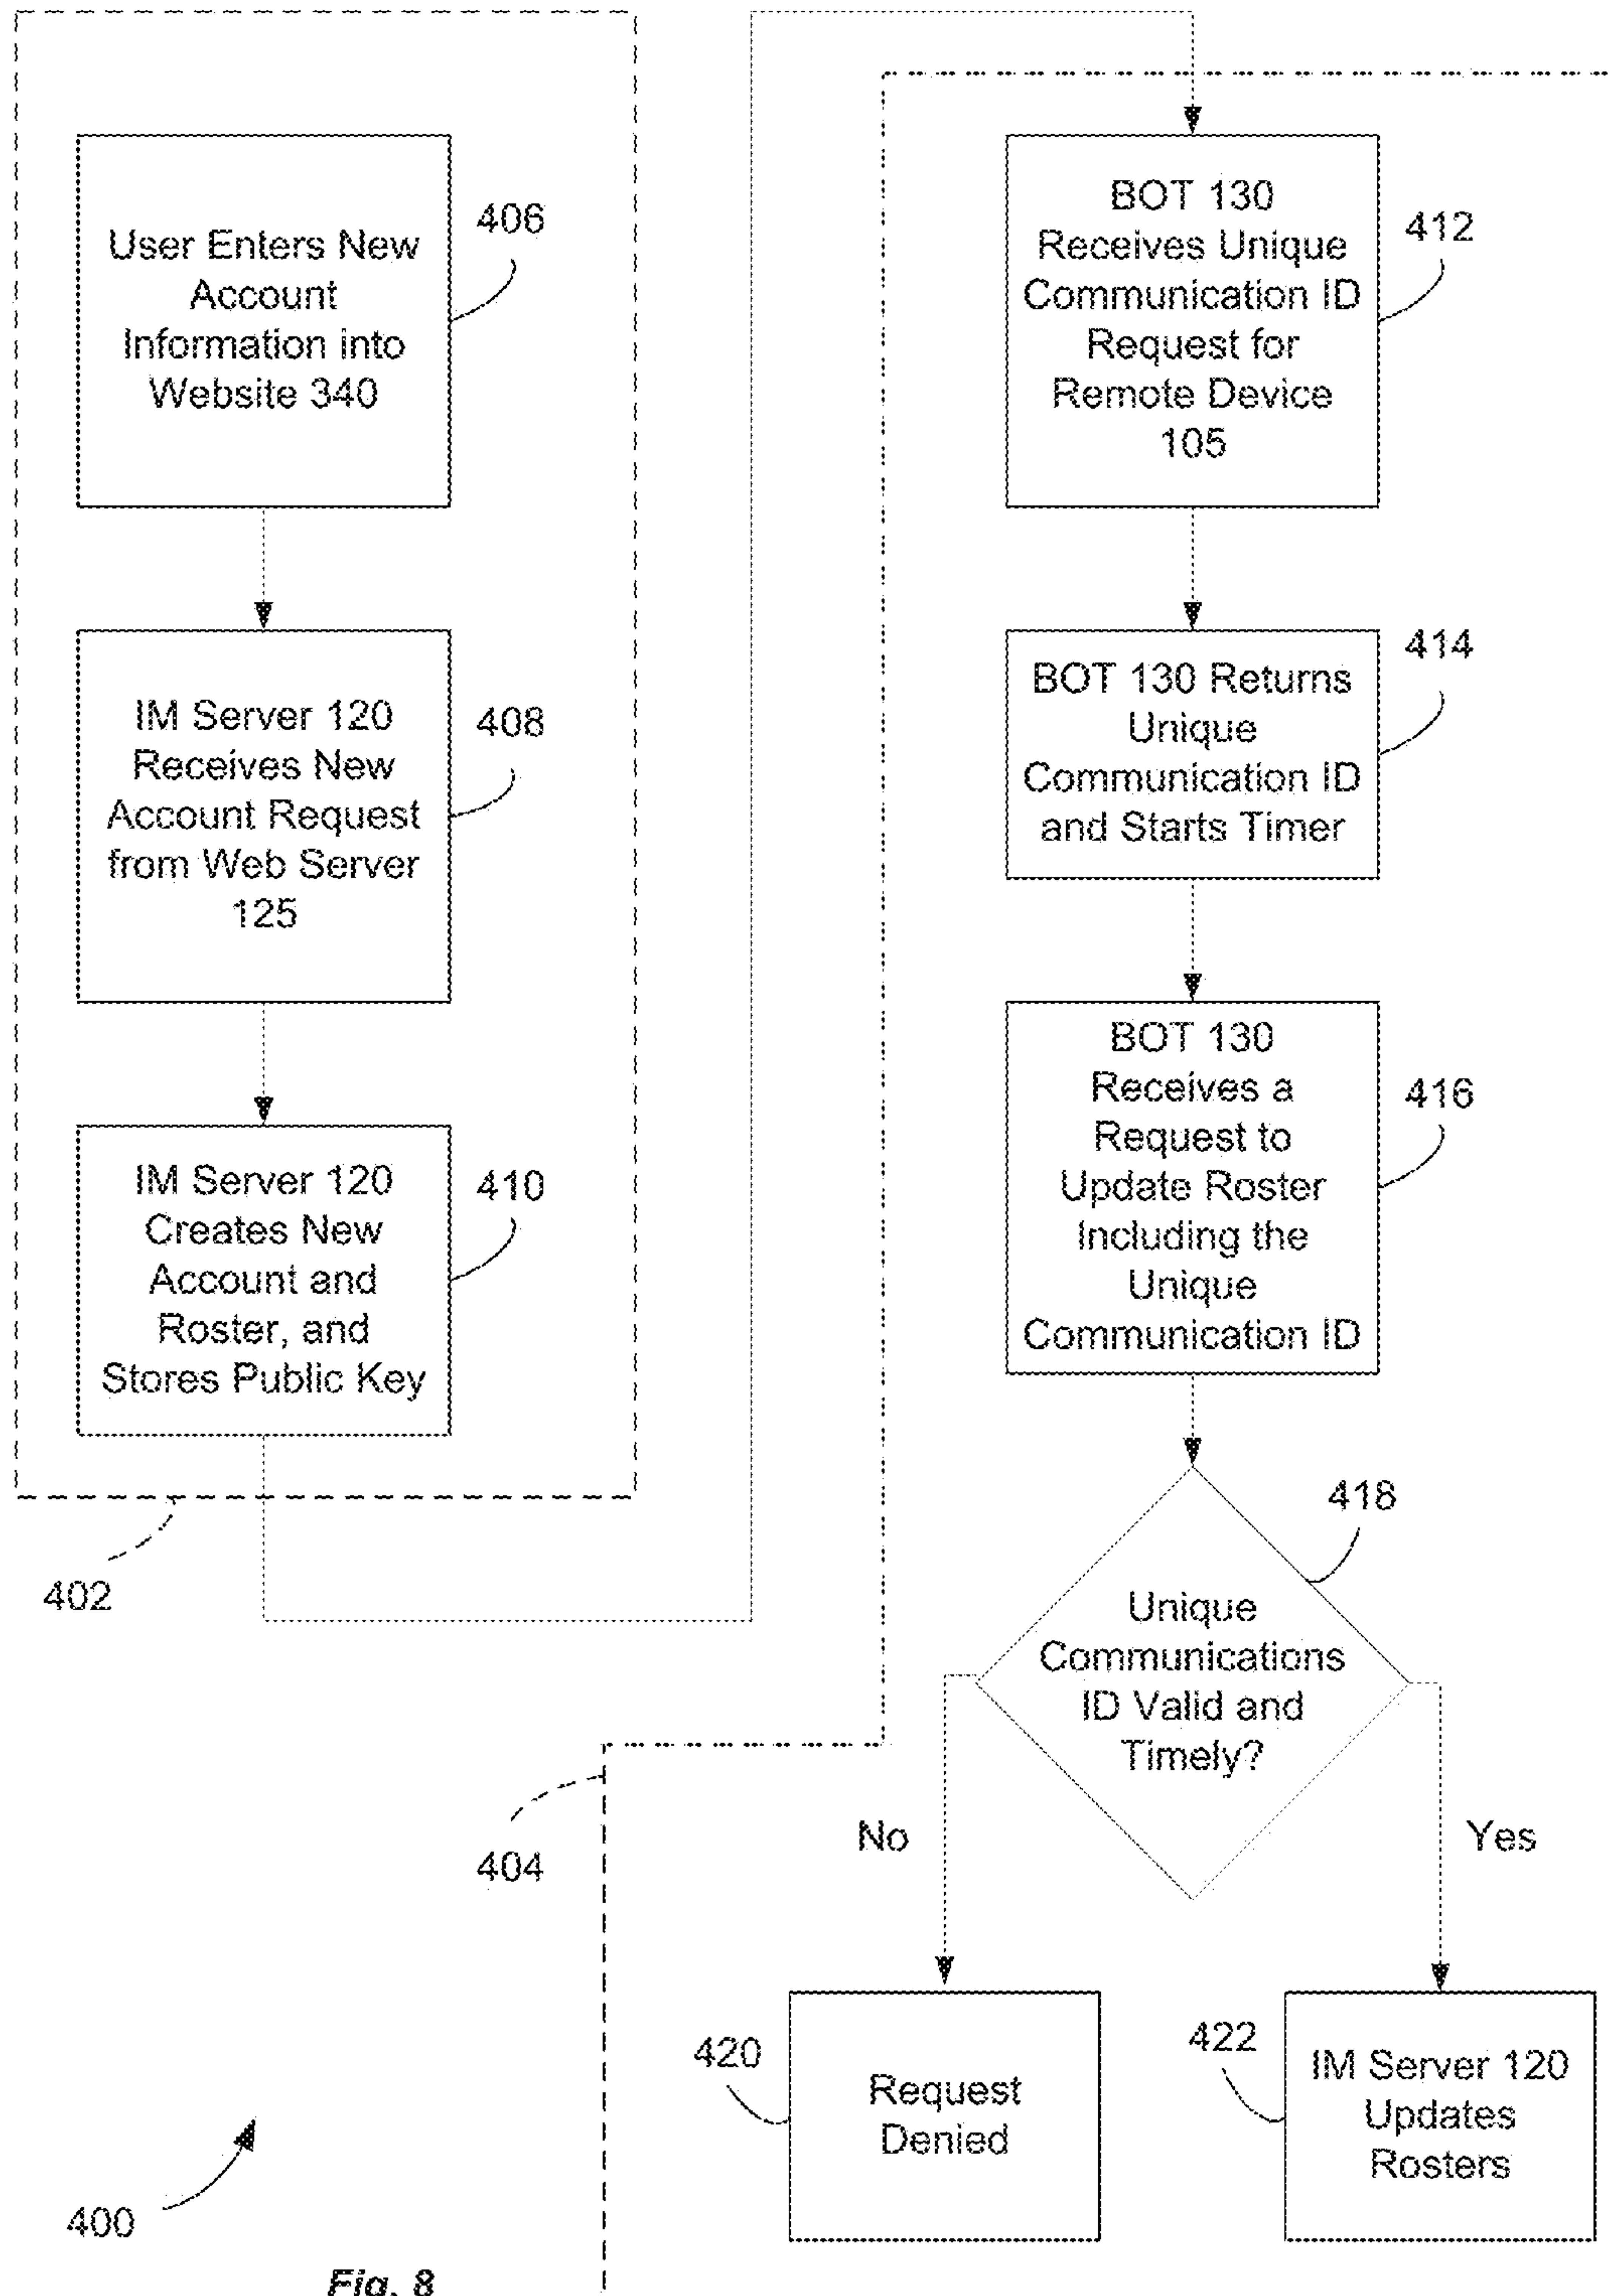 User Enters New
Account
Information into
Website 340
406
IM Server 120
Receives New
Account Request
from Web Server
125
408
IM Server 120
Creates New
Account and
Roster, and
Stores Public Key
410
402
BOT 130
Receives Unique
Communication ID
Request for
Remote Device
105
412
BOT 130 Returns
Unique
Communication ID
and Starts Timer
414
BOT 130
Receives a
Request to
Update Roster
Including the
Unique
Communication ID
416
418
Unique
Communications
ID Valid and
Timely?
404
No
Yes
420
Request
Denied
422
IM Server 120
Updates
Rosters
400
Fig. 8